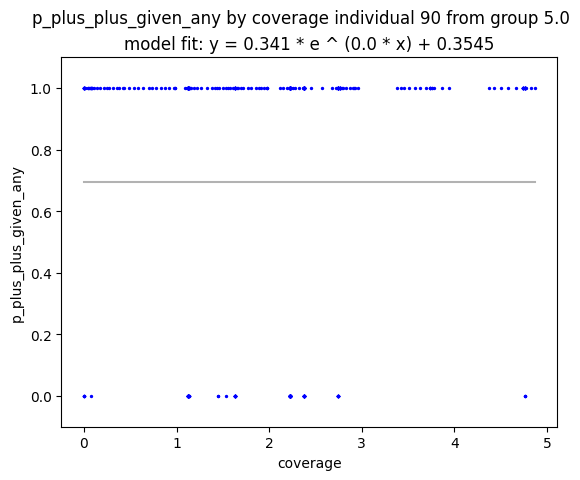 p_plus_plus_given_any by coverage individual 90 from group 5.0
model fit: y = 0.341 * e ^ (0.0 * x) + 0.3545
1.0
0.8
0.6
0.4
0.2
0.0
p_plus_plus_given_any
0 1 2 3 4 5
coverage